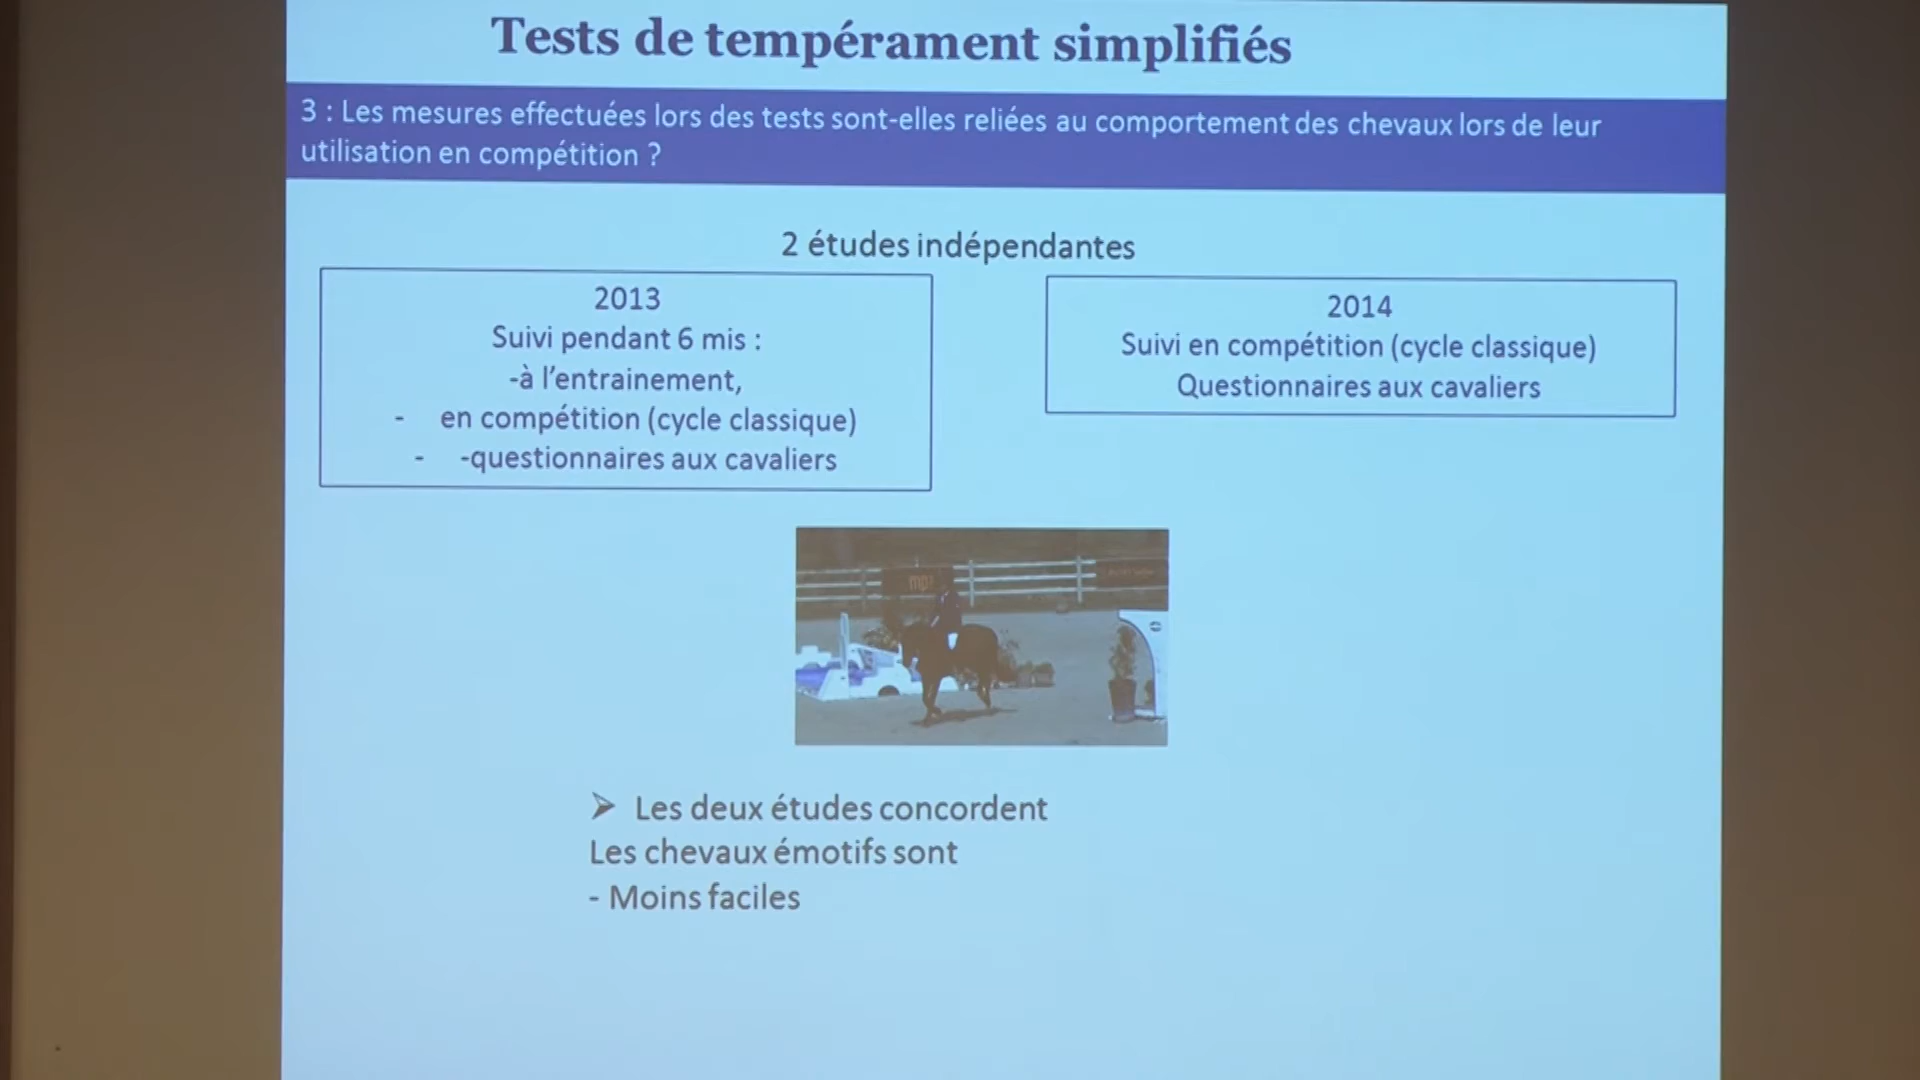 Tests de tempérament simplifiés
3 : Les mesures effectuées lors des tests sont-elles reliées au comportement des chevaux lors de leur
utilisation en compétition ?
2 études indépendantes
2013
Suivi pendant 6 mis :
-à l’entrainement,
- en compétition (cycle classique)
- -questionnaires aux cavaliers
2014
Suivi en compétition (cycle classique)
Questionnaires aux cavaliers
➢ Les deux études concordent
Les chevaux émotifs sont
- Moins faciles